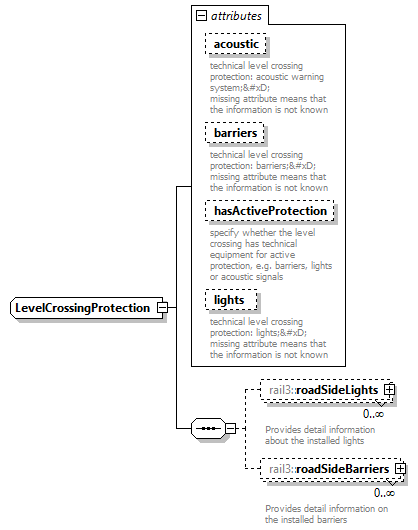 attributes
acoustic
technical level crossing
protection: acoustic warning
system;&#xD;
missing attribute means that
the information is not known
barriers
technical level crossing
protection: barriers;&#xD;
missing attribute means that
the information is not known
hasActiveProtection
specify whether the level
crossing has technical
equipment for active
protection, e.g. barriers, lights
or acoustic signals
lights
technical level crossing
protection: lights;&#xD;
missing attribute means that
the information is not known
LevelCrossingProtection
rail3::roadSideLights
0..∞
Provides detail information
about the installed lights
rail3::roadSideBarriers
0..∞
Provides detail information on
the installed barriers